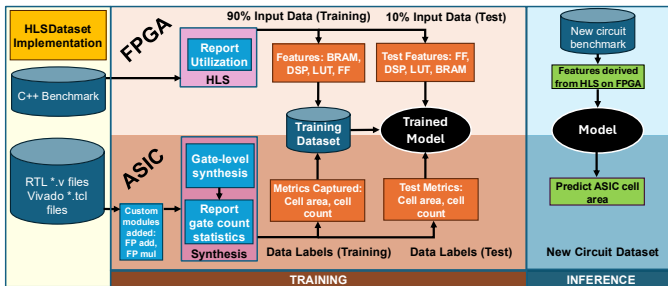 HLSDataset
Implementation
C++ Benchmark
RTL *.v files
Vivado *.tcl
files
FPGA
ASIC
90% Input Data (Training)
10% Input Data (Test)
Report
Utilization
HLS
Features: BRAM,
DSP, LUT, FF
Test Features: FF,
DSP, LUT, BRAM
Training
Dataset
Trained
Model
Custom
modules
added:
FP add,
FP mul
Gate-level
synthesis
Report
gate count
statistics
Synthesis
Metrics Captured:
Cell area, cell
count
Test Metrics:
Cell area, cell
count
Data Labels (Training)
Data Labels (Test)
TRAINING
New circuit
benchmark
Features derived
from HLS on FPGA
Model
Predict ASIC cell
area
New Circuit Dataset
INFERENCE